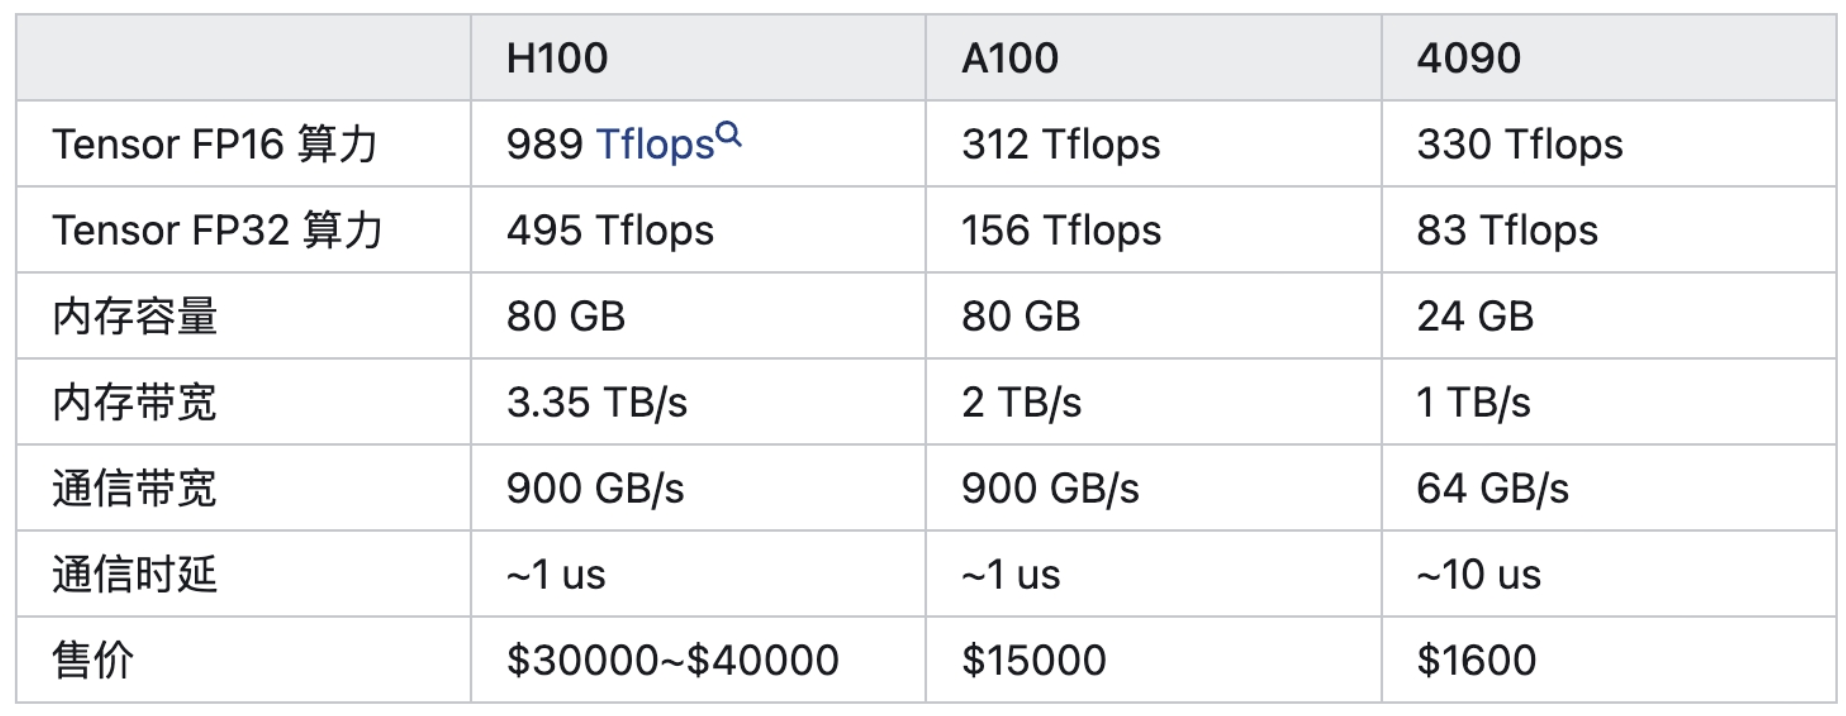 H100 A100 4090
Tensor FP16 算力 989 Tflops 312 Tflops 330 Tflops
Tensor FP32 算力 495 Tflops 156 Tflops 83 Tflops
内存容量 80 GB 80 GB 24 GB
内存带宽 3.35 TB/s 2 TB/s 1 TB/s
通信带宽 900 GB/s 900 GB/s 64 GB/s
通信时延 ~1 us ~1 us ~10 us
售价 $30000~$40000 $15000 $1600